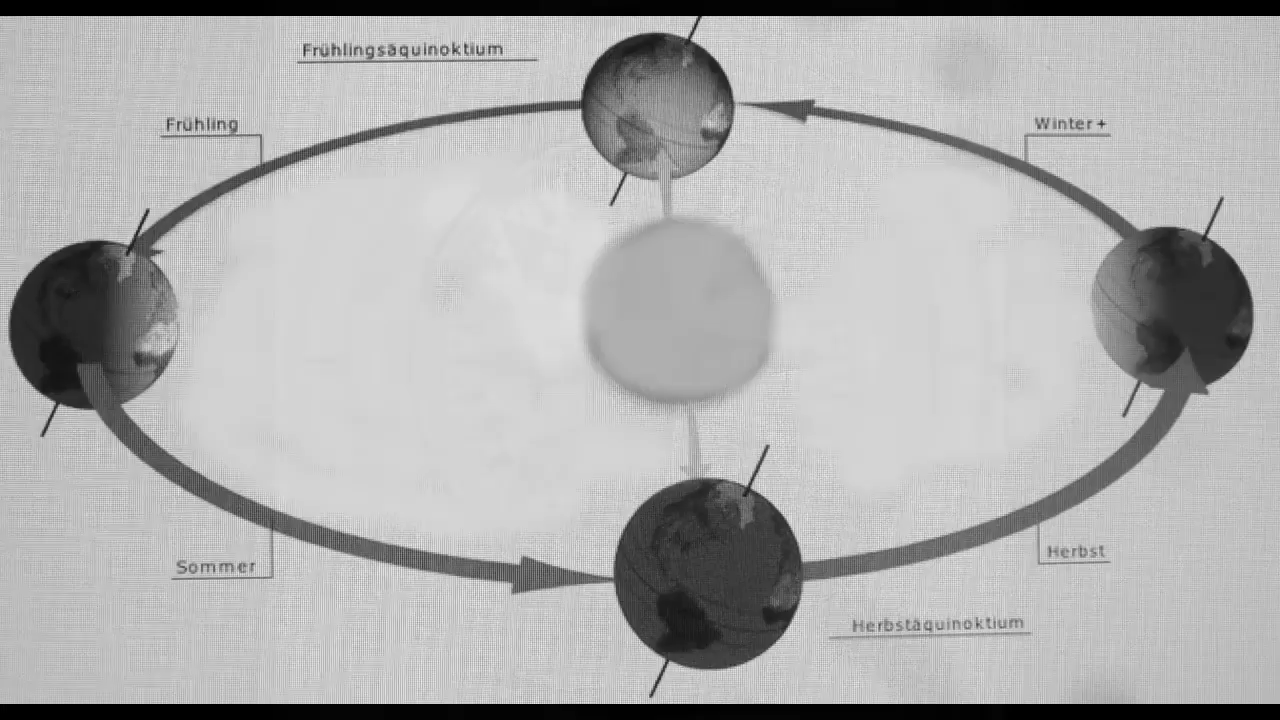 Frühlingsäquinoktium
Frühling
Winter+
Sommer
Herbst
Herbstäquinoktium